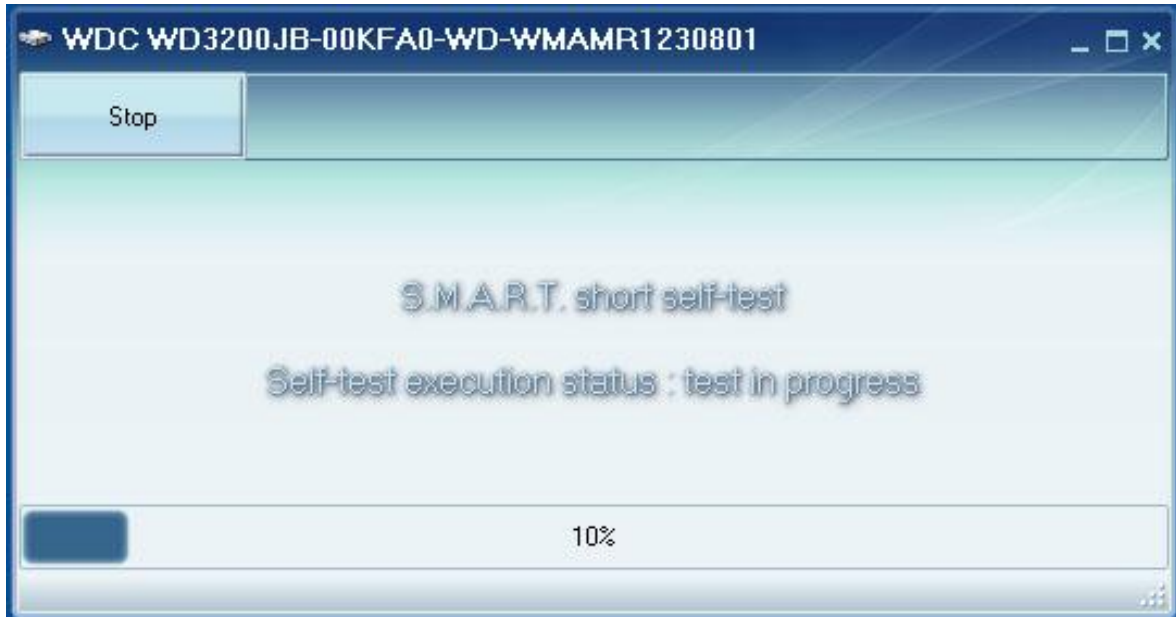 WDC WD3200JB-00KFA0-WD-WMAMR1230801
Stop
S.M.A.R.T. short self-test
Self-test execution status : test in progress
10%